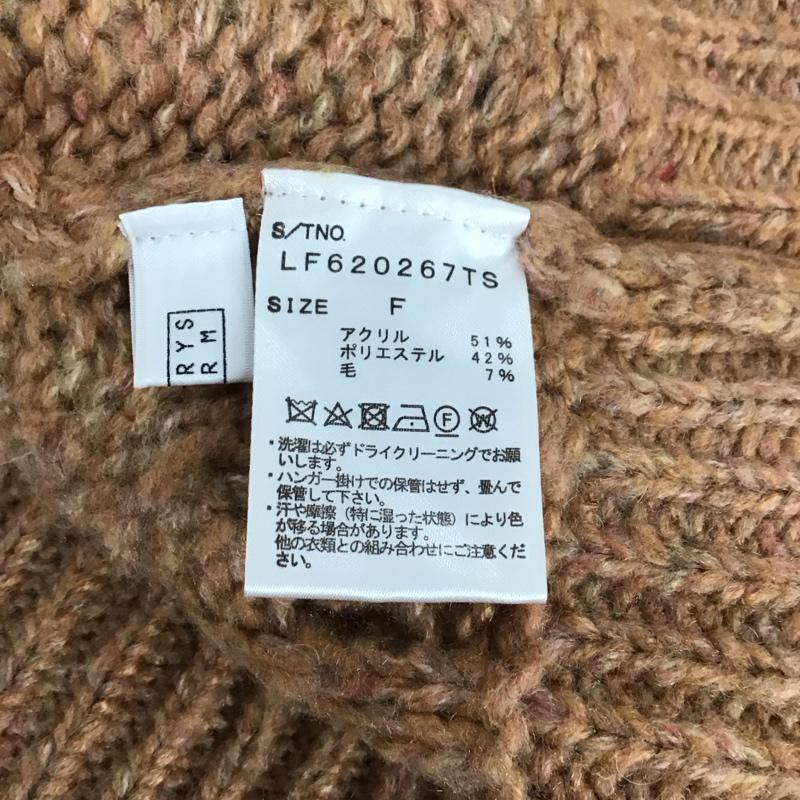 S/TNO.
LF620267TS
SIZE F
アクリル 51%
ポリエステル 42%
毛 7%
F W
・洗濯は必ずドライクリーニングでお願
いします。
・ハンガー掛けでの保管はせず、畳んで
保管して下さい。
・汗や摩擦（特に湿った状態）により色
が移る場合があります。
他の衣類との組み合わせにご注意くだ
さい。
RYS
RM